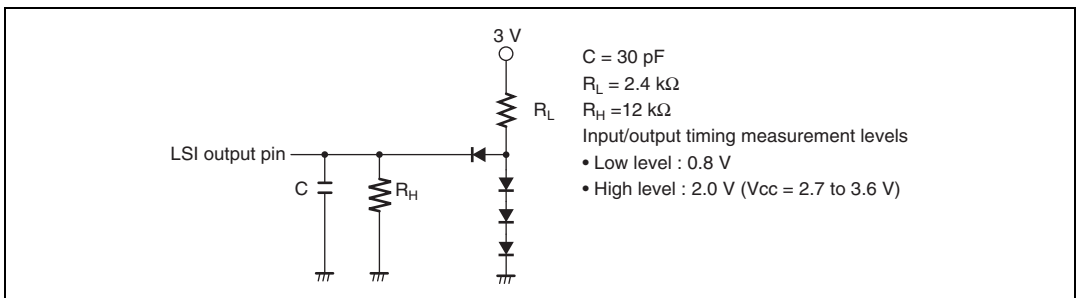 3 V
R_L
LSI output pin
C
R_H
C = 30 pF
R_L = 2.4 kΩ
R_H =12 kΩ
Input/output timing measurement levels
• Low level : 0.8 V
• High level : 2.0 V (Vcc = 2.7 to 3.6 V)